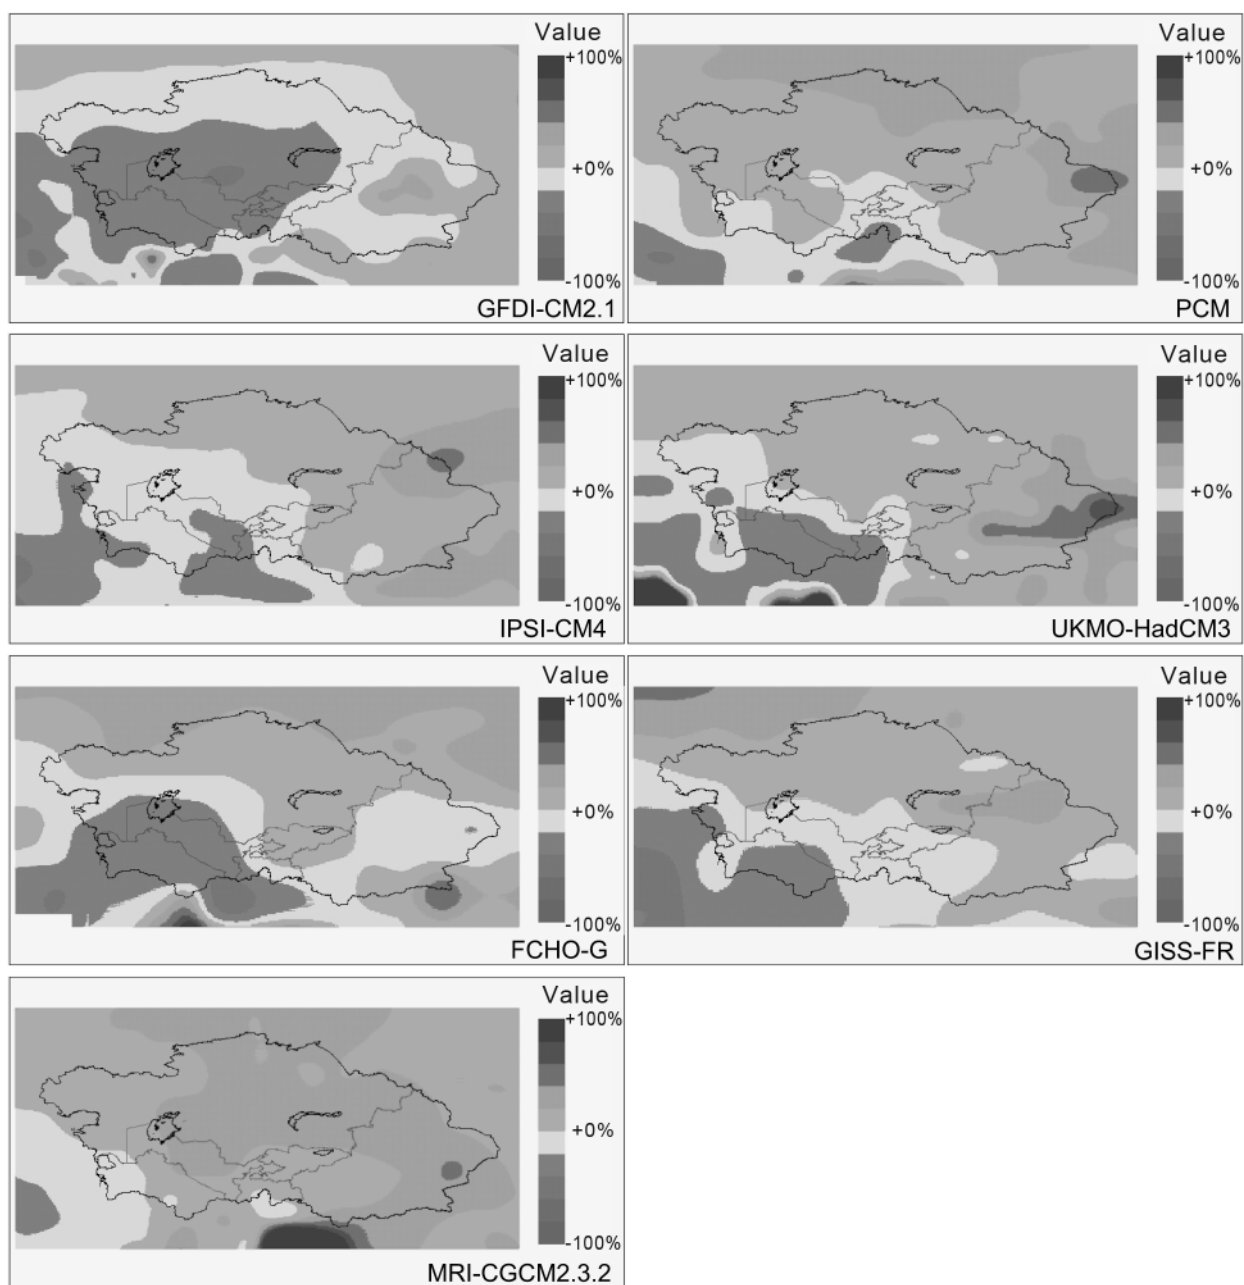 Value
+100%
+0%
-100%
GFDI-CM2.1
Value
+100%
+0%
-100%
PCM
Value
+100%
+0%
-100%
IPSI-CM4
Value
+100%
+0%
-100%
UKMO-HadCM3
Value
+100%
+0%
-100%
FCHO-G
Value
+100%
+0%
-100%
GISS-FR
Value
+100%
+0%
-100%
MRI-CGCM2.3.2